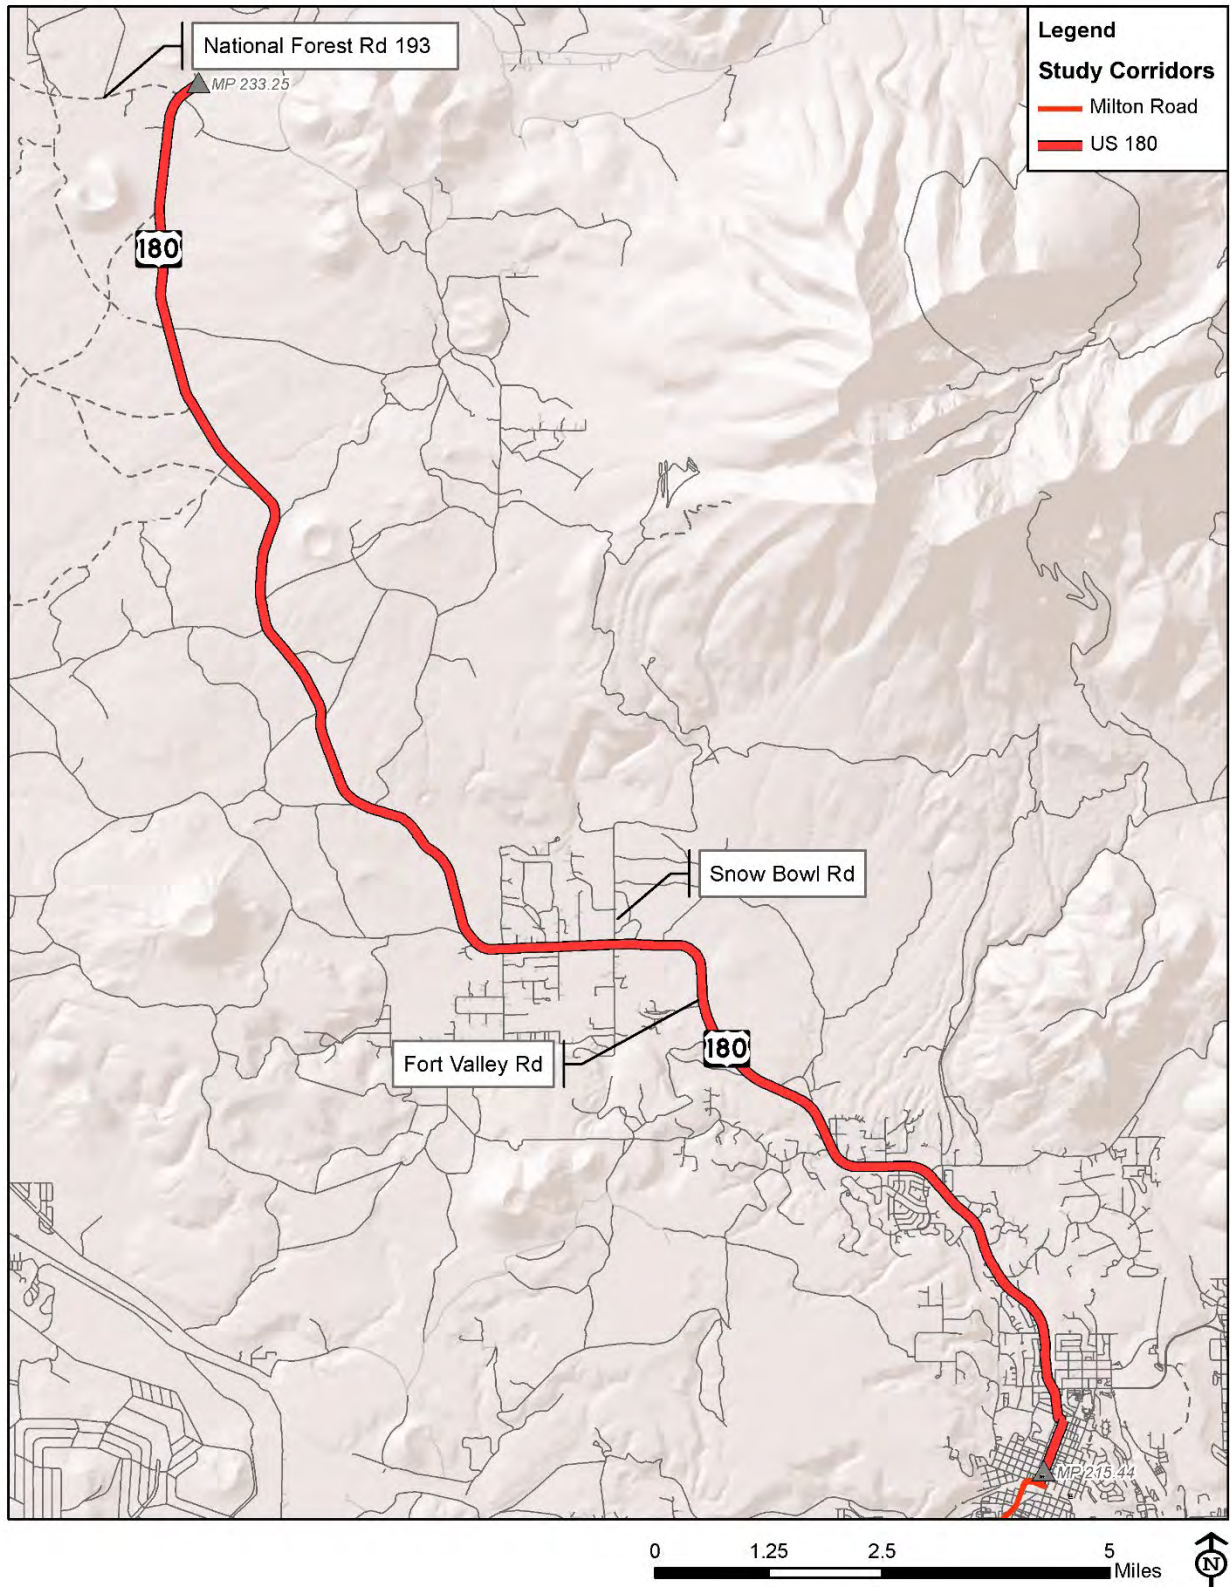 National Forest Rd 193
MP 233.25
Legend
Study Corridors
Milton Road
US 180
180
Snow Bowl Rd
Fort Valley Rd
180
MP 215.44
0 1.25 2.5 5
Miles
N